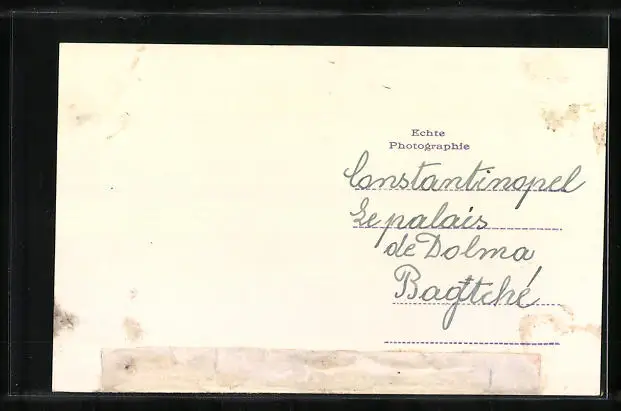 Echte
Photographie
Constantinopel
Le palais
de Dolma
Bagtché